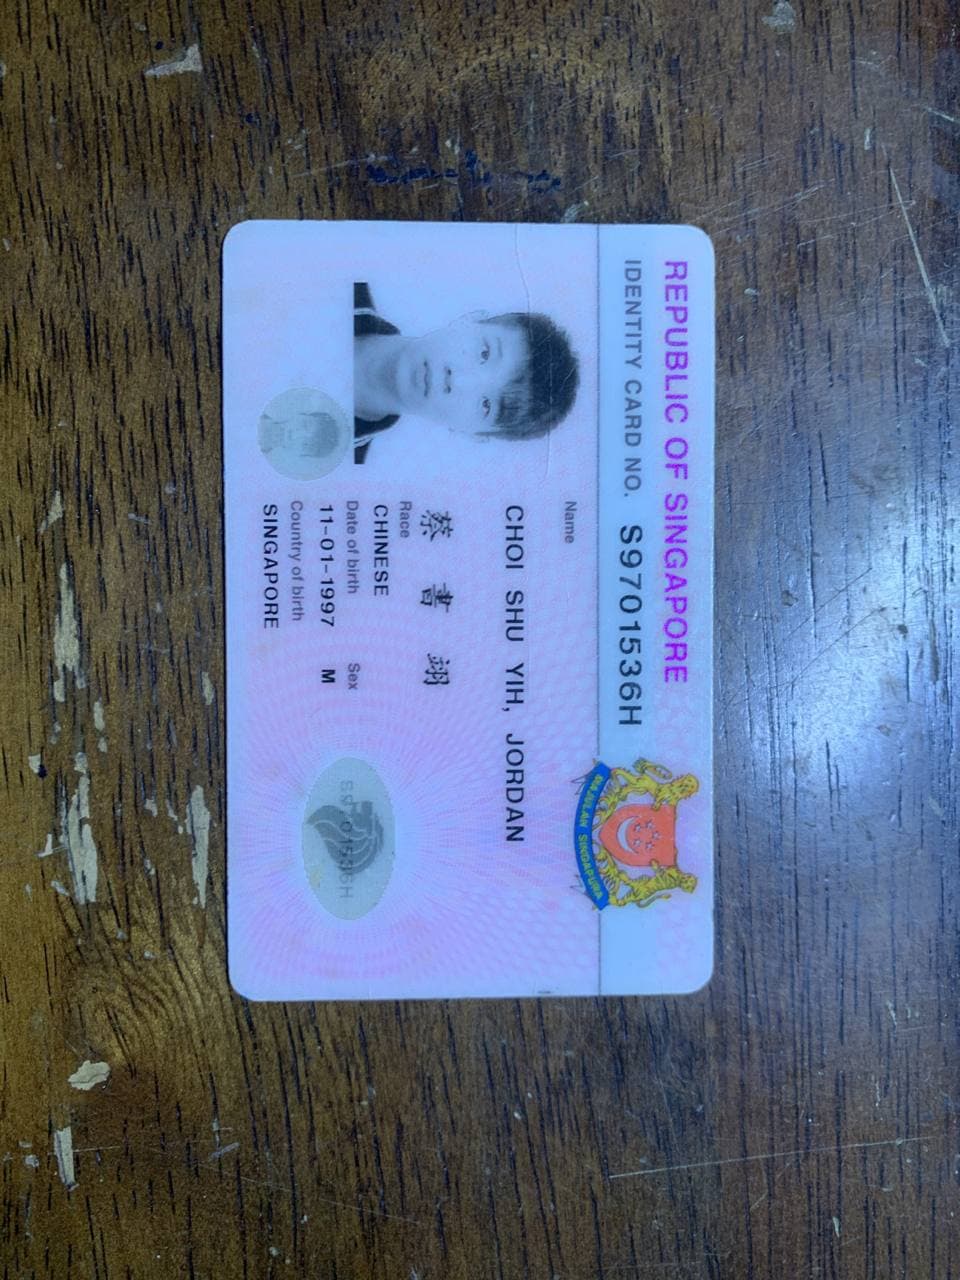 REPUBLIC OF SINGAPORE
IDENTITY CARD NO. S9701536H
MAJULAH SINGAPURA
Name
CHOI SHU YIH, JORDAN
蔡 書 翊
Race
CHINESE
Date of birth Sex
11-01-1997 M
Country of birth
SINGAPORE
S9701536H